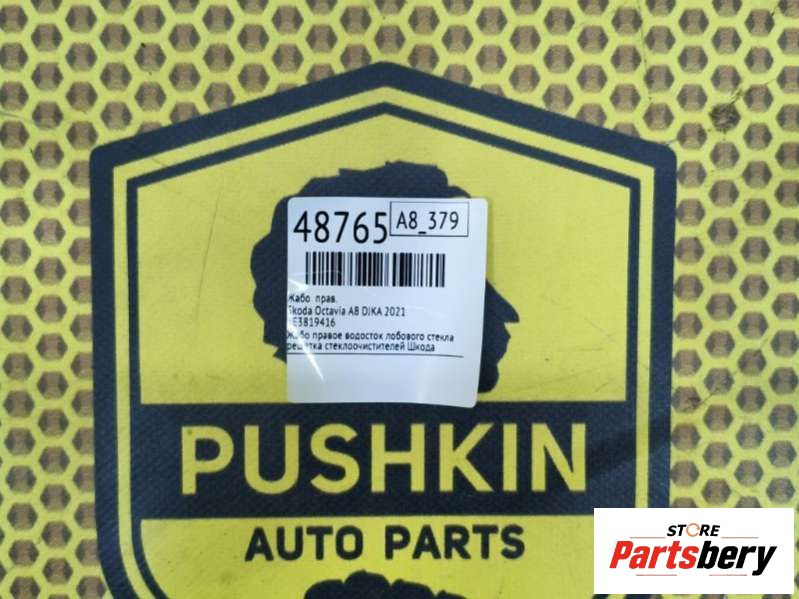 48765 A8_379
Жабо прав.
Skoda Octavia A8 DJKA 2021
E3819416
Жабо правое водосток лобового стекла
решетка стеклоочистителей Шкода
PUSHKIN
AUTO PARTS
STORE
Partsbery